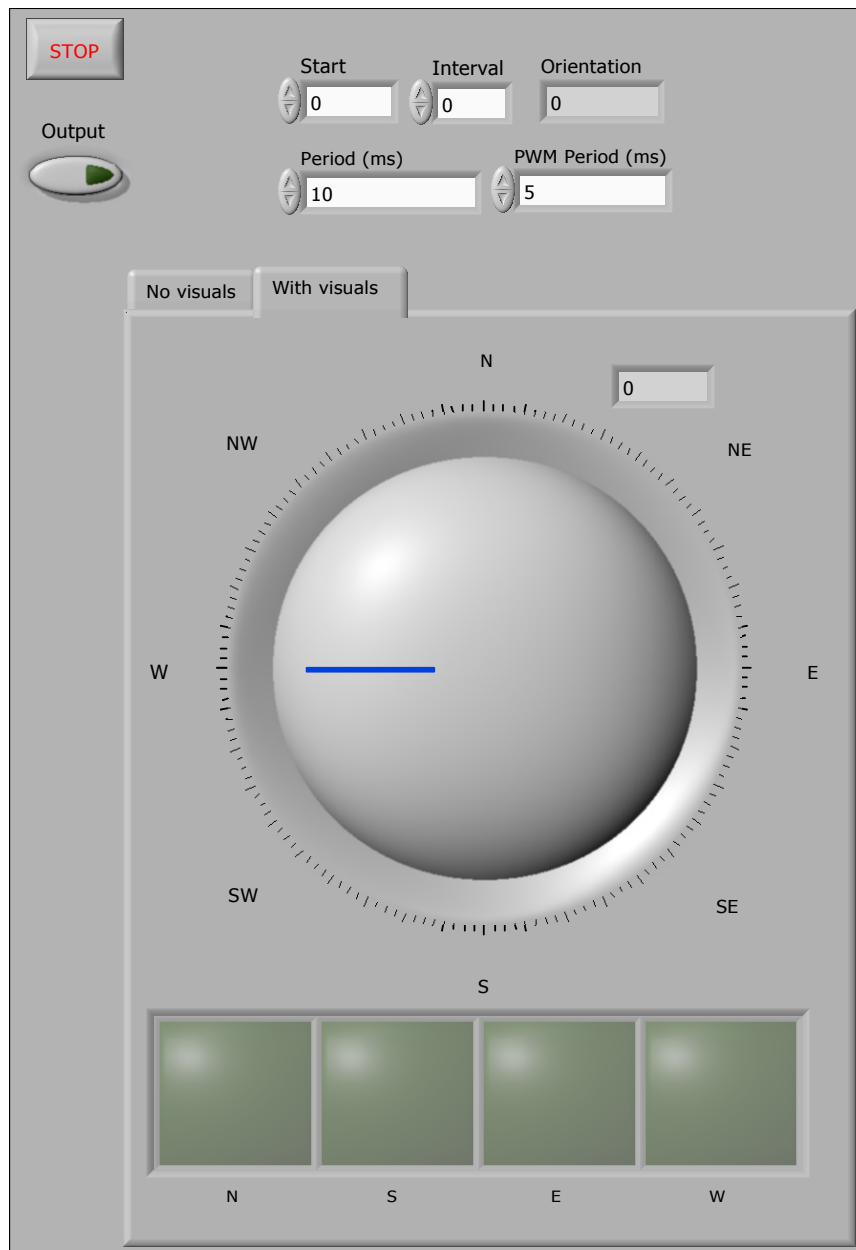 STOP
Start
Interval
Orientation
0
0
0
Output
Period (ms)
PWM Period (ms)
10
5
No visuals
With visuals
N
0
NW
NE
W
E
SW
SE
S
N
S
E
W